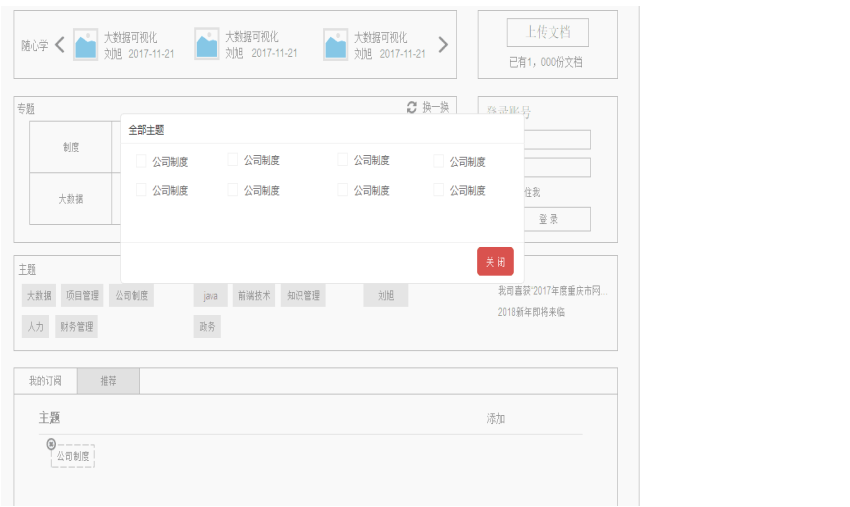 随心学
大数据可视化
刘旭 2017-11-21
大数据可视化
刘旭 2017-11-21
大数据可视化
刘旭 2017-11-21
上传文档
已有1，000份文档
专题
换一换
登录账号
制度
大数据
全部主题
公司制度 公司制度 公司制度 公司制度
公司制度 公司制度 公司制度 公司制度
关 闭
住我
登 录
主题
大数据 项目管理 公司制度 java 前端技术 知识管理 刘旭
人力 财务管理 政务
我司喜获"2017年度重庆市网...
2018新年即将来临
我的订阅 推荐
主题 添加
公司制度